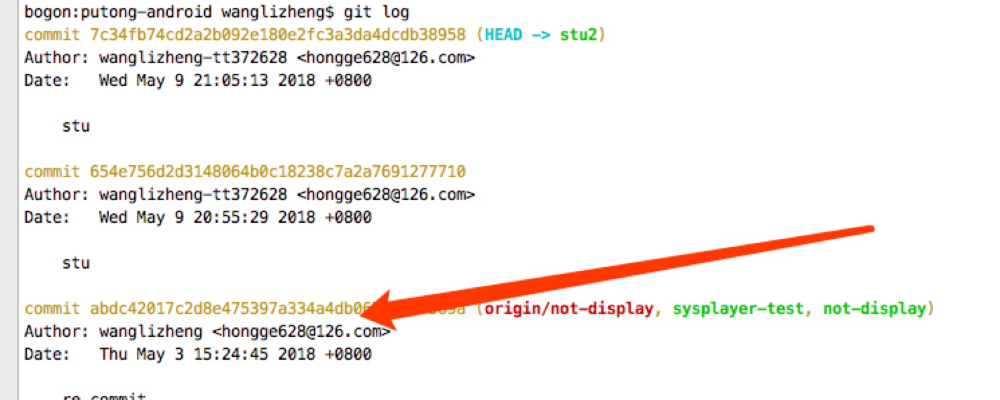 bogon:putong-android wanglizheng$ git log
commit 7c34fb74cd2a2b092e180e2fc3a3da4dcdb38958 (HEAD -> stu2)
Author: wanglizheng-tt372628 <hongge628@126.com>
Date: Wed May 9 21:05:13 2018 +0800
stu
commit 654e756d2d3148064b0c18238c7a2a7691277710
Author: wanglizheng-tt372628 <hongge628@126.com>
Date: Wed May 9 20:55:29 2018 +0800
stu
commit (origin/not-display, sysplayer-test, not-display)
Author: wanglizheng <hongge628@126.com>
Date: Thu May 3 15:24:45 2018 +0800
re commit